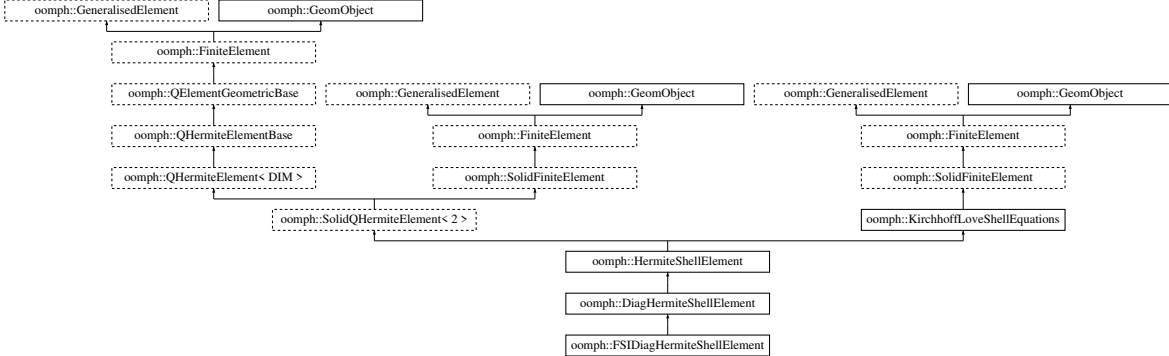 oomph::GeneralisedElement
oomph::GeomObject
oomph::FiniteElement
oomph::QElementGeometricBase
oomph::GeneralisedElement
oomph::GeomObject
oomph::GeneralisedElement
oomph::GeomObject
oomph::QHermiteElementBase
oomph::FiniteElement
oomph::FiniteElement
oomph::QHermiteElement< DIM >
oomph::SolidFiniteElement
oomph::SolidFiniteElement
oomph::SolidQHermiteElement< 2 >
oomph::KirchhoffLoveShellEquations
oomph::HermiteShellElement
oomph::DiagHermiteShellElement
oomph::FSIDiagHermiteShellElement